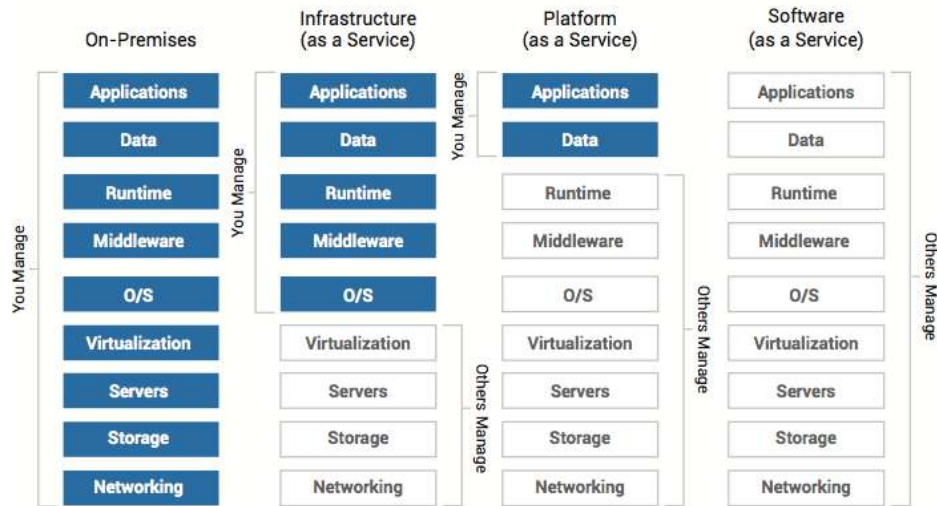 On-Premises
Infrastructure
(as a Service)
Platform
(as a Service)
Software
(as a Service)
You Manage
Applications
Data
Runtime
Middleware
O/S
Virtualization
Servers
Storage
Networking
You Manage
Applications
Data
Runtime
Middleware
O/S
Virtualization
Servers
Storage
Networking
Others Manage
You Manage
Applications
Data
Runtime
Middleware
O/S
Virtualization
Servers
Storage
Networking
Others Manage
Applications
Data
Runtime
Middleware
O/S
Virtualization
Servers
Storage
Networking
Others Manage